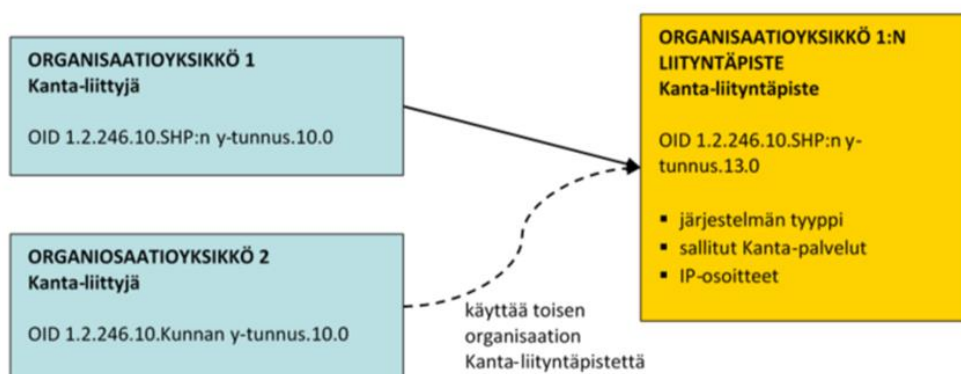 ORGANISAATIOYKSIKKÖ 1
Kanta-liittyjä
OID 1.2.246.10.SHP:n y-tunnus.10.0
ORGANIOSAATIOYKSIKKÖ 2
Kanta-liittyjä
OID 1.2.246.10.Kunnan y-tunnus.10.0
käyttää toisen
organisaation
Kanta-liityntäpistettä
ORGANISAATIOYKSIKKÖ 1:N
LIITYNTÄPISTE
Kanta-liityntäpiste
OID 1.2.246.10.SHP:n y-
tunnus.13.0
▪ järjestelmän tyyppi
▪ sallitut Kanta-palvelut
▪ IP-osoitteet